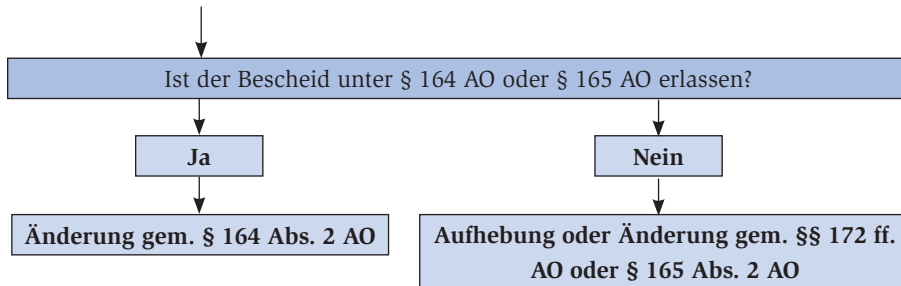 Ist der Bescheid unter § 164 AO oder § 165 AO erlassen?
Ja
Nein
Änderung gem. § 164 Abs. 2 AO
Aufhebung oder Änderung gem. §§ 172 ff.
AO oder § 165 Abs. 2 AO